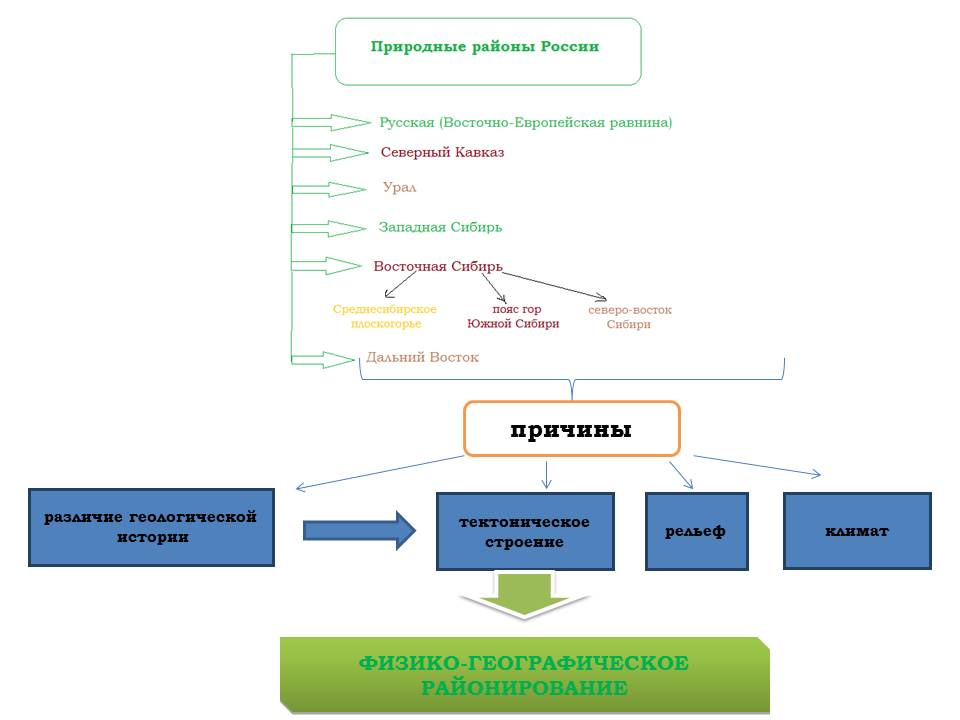 Природные районы России
Русская (Восточно-Европейская равнина)
Северный Кавказ
Урал
Западная Сибирь
Восточная Сибирь
Среднесибирское
плоскогорье
пояс гор
Южной Сибири
северо-восток
Сибири
Дальний Восток
причины
различие геологической
истории
тектоническое
строение
рельеф
климат
ФИЗИКО-ГЕОГРАФИЧЕСКОЕ
РАЙОНИРОВАНИЕ